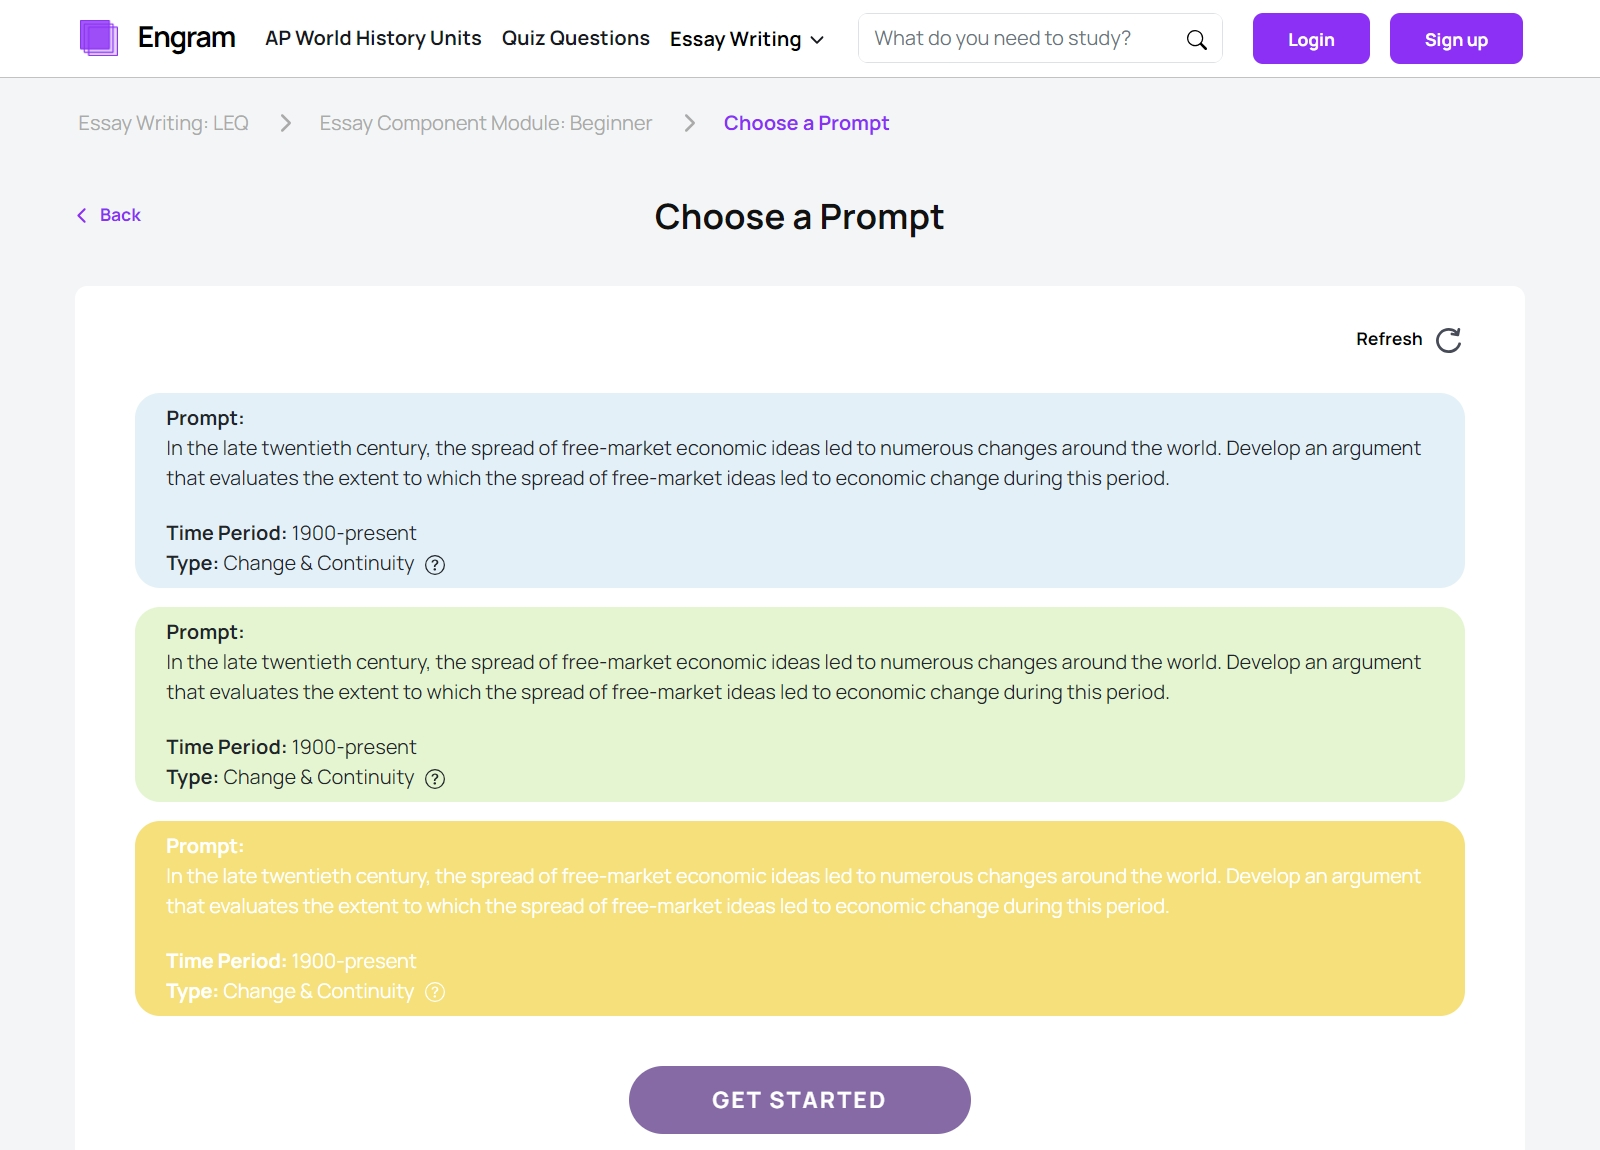 Engram
AP World History Units
Quiz Questions
Essay Writing
What do you need to study?
Login
Sign up
Essay Writing: LEQ
Essay Component Module: Beginner
Choose a Prompt
Back
Choose a Prompt
Refresh
Prompt:
In the late twentieth century, the spread of free-market economic ideas led to numerous changes around the world. Develop an argument
that evaluates the extent to which the spread of free-market ideas led to economic change during this period.
Time Period: 1900-present
Type: Change & Continuity ?
Prompt:
In the late twentieth century, the spread of free-market economic ideas led to numerous changes around the world. Develop an argument
that evaluates the extent to which the spread of free-market ideas led to economic change during this period.
Time Period: 1900-present
Type: Change & Continuity ?
Prompt:
In the late twentieth century, the spread of free-market economic ideas led to numerous changes around the world. Develop an argument
that evaluates the extent to which the spread of free-market ideas led to economic change during this period.
Time Period: 1900-present
Type: Change & Continuity ?
GET STARTED